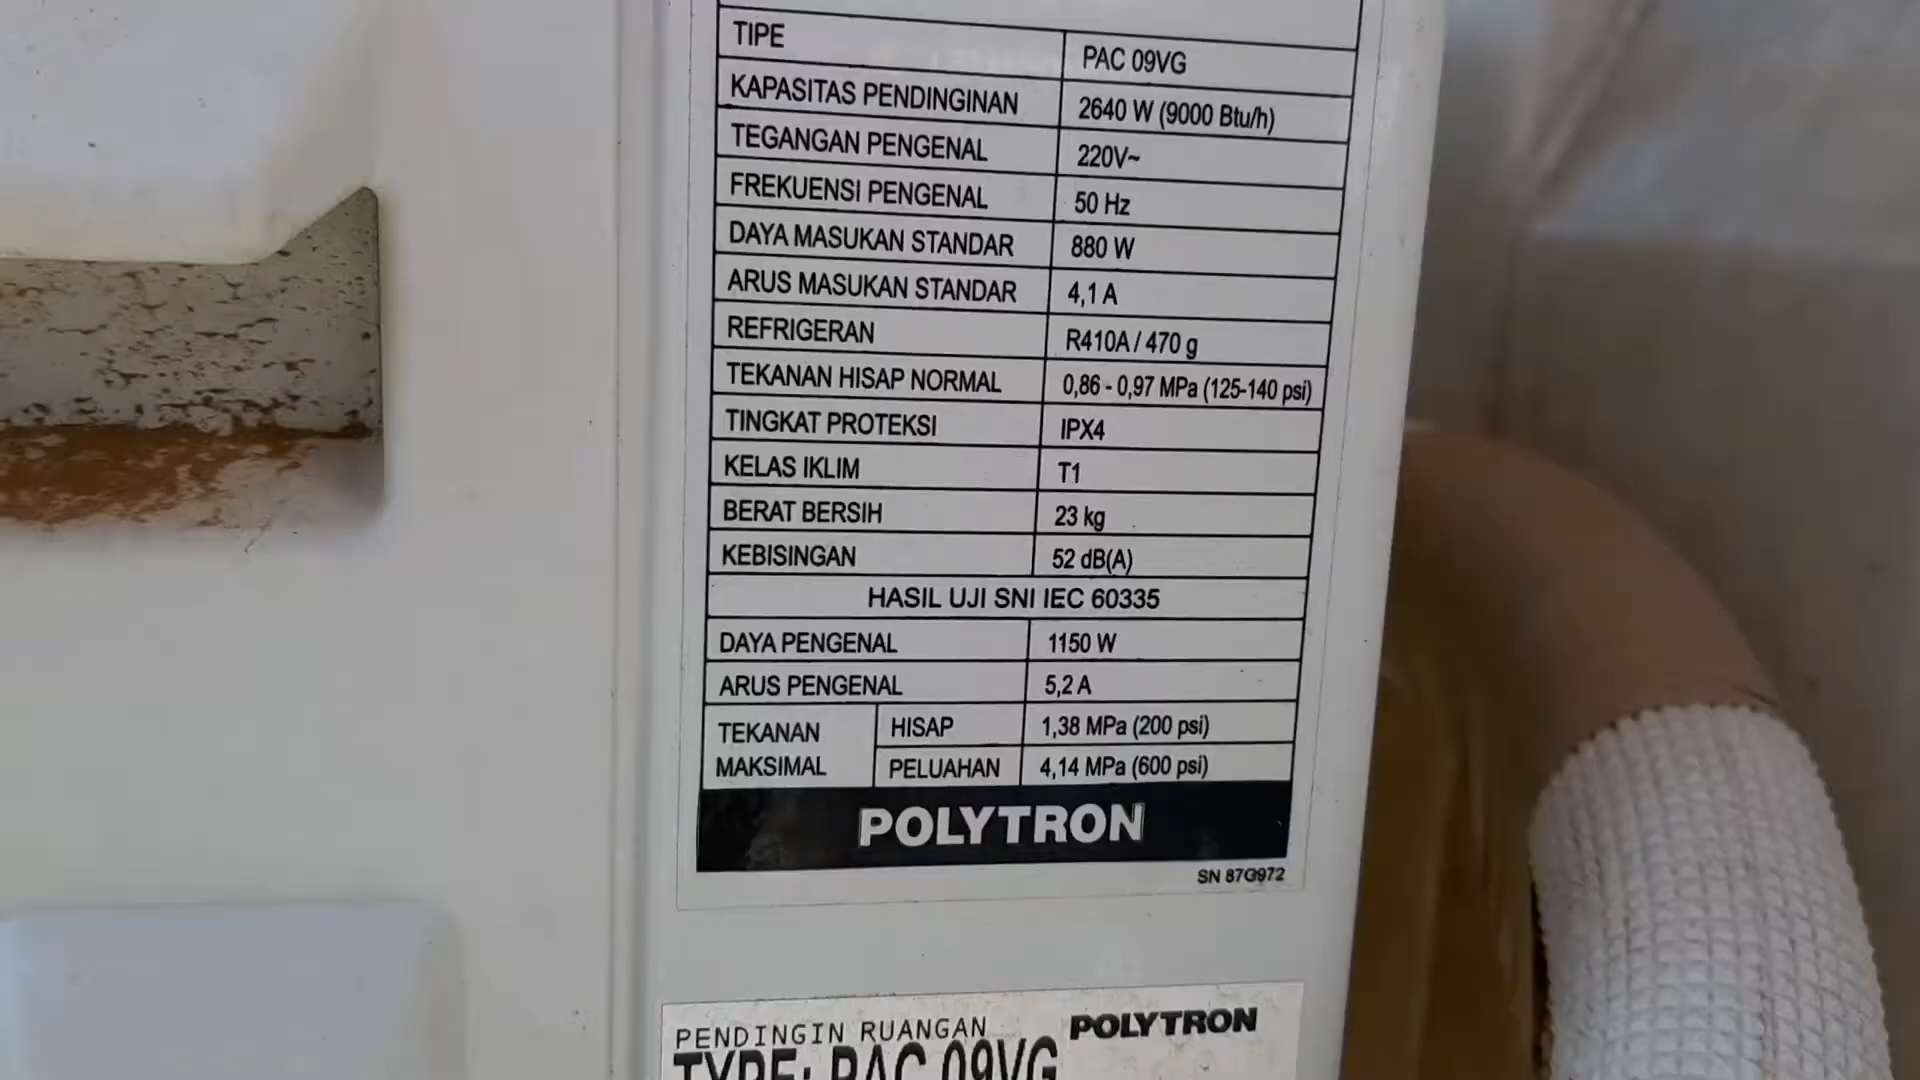 TIPE PAC 09VG
KAPASITAS PENDINGINAN 2640 W (9000 Btu/h)
TEGANGAN PENGENAL 220V~
FREKUENSI PENGENAL 50 Hz
DAYA MASUKAN STANDAR 880 W
ARUS MASUKAN STANDAR 4,1 A
REFRIGERAN R410A / 470 g
TEKANAN HISAP NORMAL 0,86 - 0,97 MPa (125-140 psi)
TINGKAT PROTEKSI IPX4
KELAS IKLIM T1
BERAT BERSIH 23 kg
KEBISINGAN 52 dB(A)
HASIL UJI SNI IEC 60335
DAYA PENGENAL 1150 W
ARUS PENGENAL 5,2 A
TEKANAN MAKSIMAL HISAP 1,38 MPa (200 psi)
PELUAHAN 4,14 MPa (600 psi)
POLYTRON
SN 87G972
PENDINGIN RUANGAN POLYTRON
TYPE: PAC 09VG